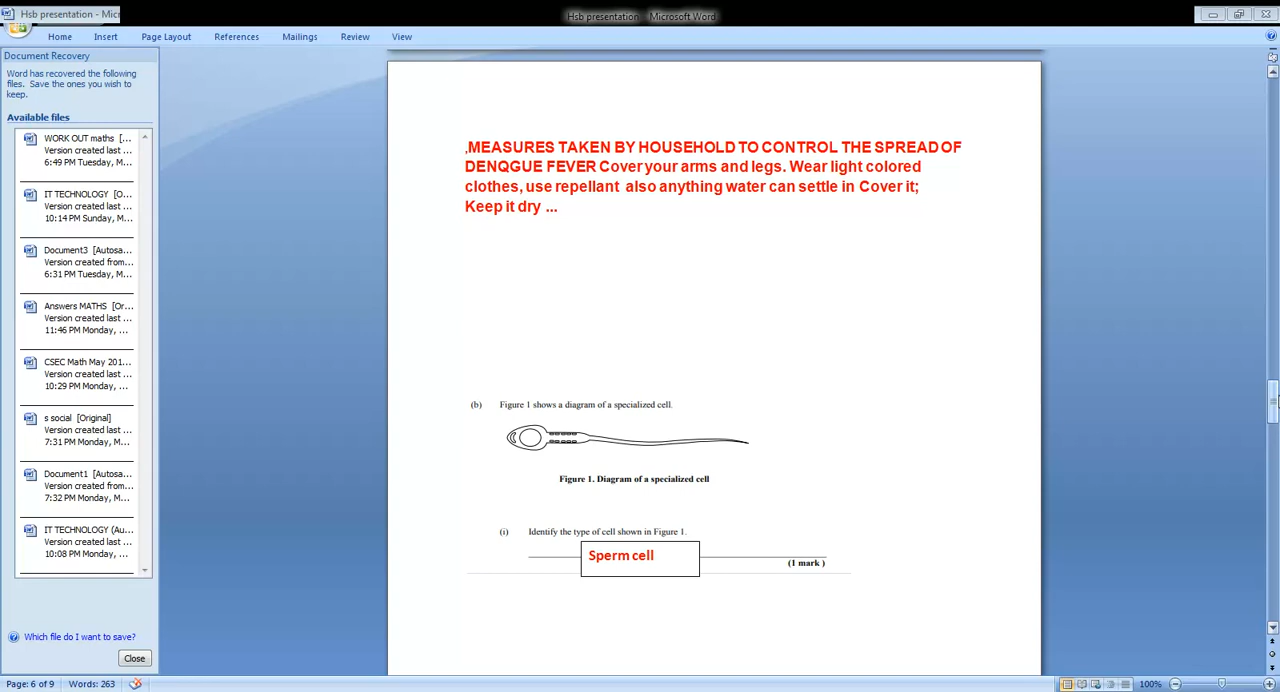 Hsb presentation - Micr
Hsb presentation - Microsoft Word
Home Insert Page Layout References Mailings Review View
Document Recovery
Word has recovered the following
files. Save the ones you wish to
keep.
Available files
WORK OUT maths [...
Version created last ...
6:49 PM Tuesday, M...
IT TECHNOLOGY [O...
Version created last ...
10:14 PM Sunday, M...
Document3 [Autosa...
Version created from...
6:31 PM Tuesday, M...
Answers MATHS [Or...
Version created last ...
11:46 PM Monday, ...
CSEC Math May 201...
Version created last ...
10:29 PM Monday, ...
s social [Original]
Version created last ...
7:31 PM Monday, ...
Document1 [Autosa...
Version created from...
7:32 PM Monday, ...
IT TECHNOLOGY (Au...
Version created from...
10:08 PM Monday, ...
Which file do I want to save?
Close
,MEASURES TAKEN BY HOUSEHOLD TO CONTROL THE SPREAD OF
DENQGUE FEVER Cover your arms and legs. Wear light colored
clothes, use repellant also anything water can settle in Cover it;
Keep it dry ...
(b) Figure 1 shows a diagram of a specialized cell.
Figure 1. Diagram of a specialized cell
(i) Identify the type of cell shown in Figure 1.
Sperm cell
(1 mark )
Page: 6 of 9 Words: 263 100%